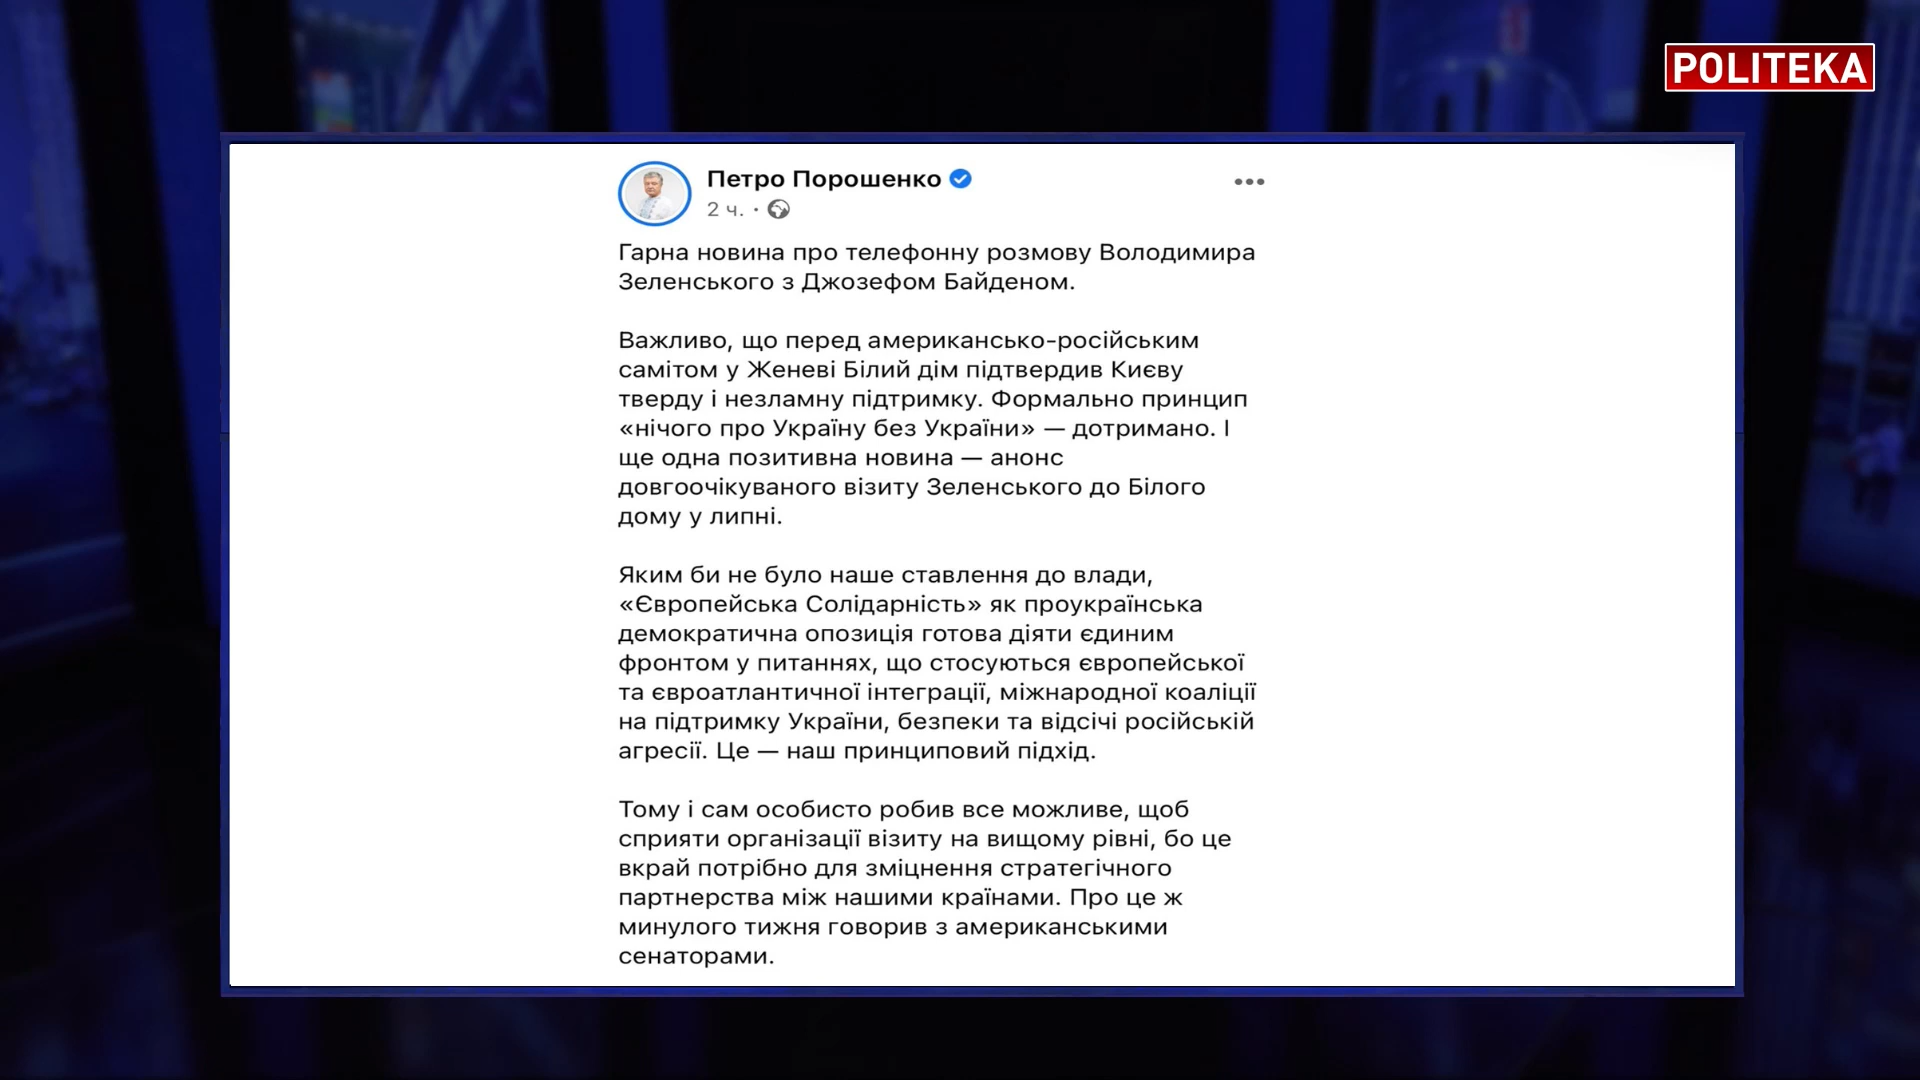 POLITEKA
Петро Порошенко
2 ч. ·
Гарна новина про телефонну розмову Володимира
Зеленського з Джозефом Байденом.
Важливо, що перед американсько-російським
самітом у Женеві Білий дім підтвердив Києву
тверду і незламну підтримку. Формально принцип
«нічого про Україну без України» — дотримано. І
ще одна позитивна новина — анонс
довгоочікуваного візиту Зеленського до Білого
дому у липні.
Яким би не було наше ставлення до влади,
«Європейська Солідарність» як проукраїнська
демократична опозиція готова діяти єдиним
фронтом у питаннях, що стосуються європейської
та євроатлантичної інтеграції, міжнародної коаліції
на підтримку України, безпеки та відсічі російській
агресії. Це — наш принциповий підхід.
Тому і сам особисто робив все можливе, щоб
сприяти організації візиту на вищому рівні, бо це
вкрай потрібно для зміцнення стратегічного
партнерства між нашими країнами. Про це ж
минулого тижня говорив з американськими
сенаторами.